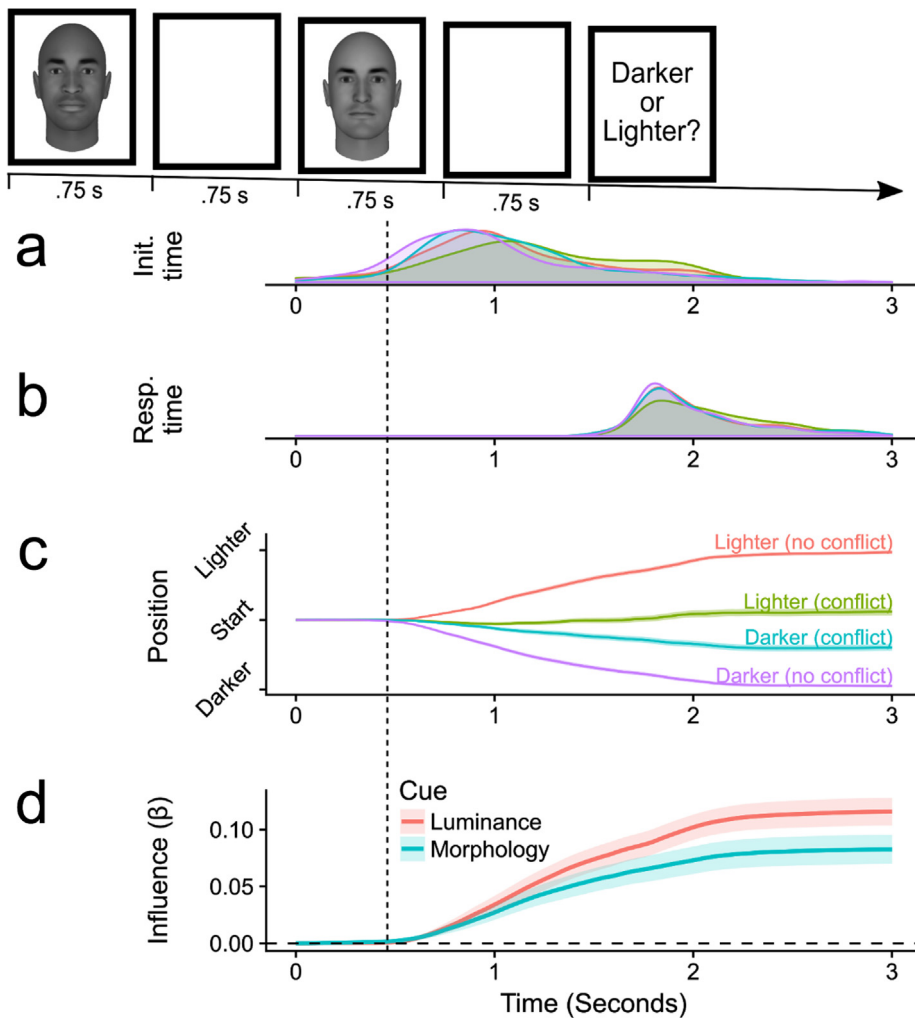 Darker
or
Lighter?
.75 s .75 s .75 s .75 s
a
Init.
time
0 1 2 3
b
Resp.
time
0 1 2 3
c
Position
Lighter
Start
Darker
Lighter (no conflict)
Lighter (conflict)
Darker (conflict)
Darker (no conflict)
0 1 2 3
d
Influence (β)
0.10
0.05
0.00
Cue
Luminance
Morphology
0 1 2 3
Time (Seconds)